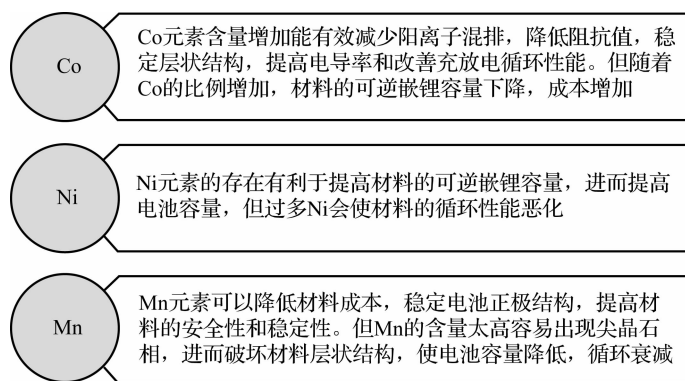 Co
Co元素含量增加能有效减少阳离子混排，降低阻抗值，稳
定层状结构，提高电导率和改善充放电循环性能。但随着
Co的比例增加，材料的可逆嵌锂容量下降，成本增加
Ni
Ni元素的存在有利于提高材料的可逆嵌锂容量，进而提高
电池容量，但过多Ni会使材料的循环性能恶化
Mn
Mn元素可以降低材料成本，稳定电池正极结构，提高材
料的安全性和稳定性。但Mn的含量太高容易出现尖晶石
相，进而破坏材料层状结构，使电池容量降低，循环衰减